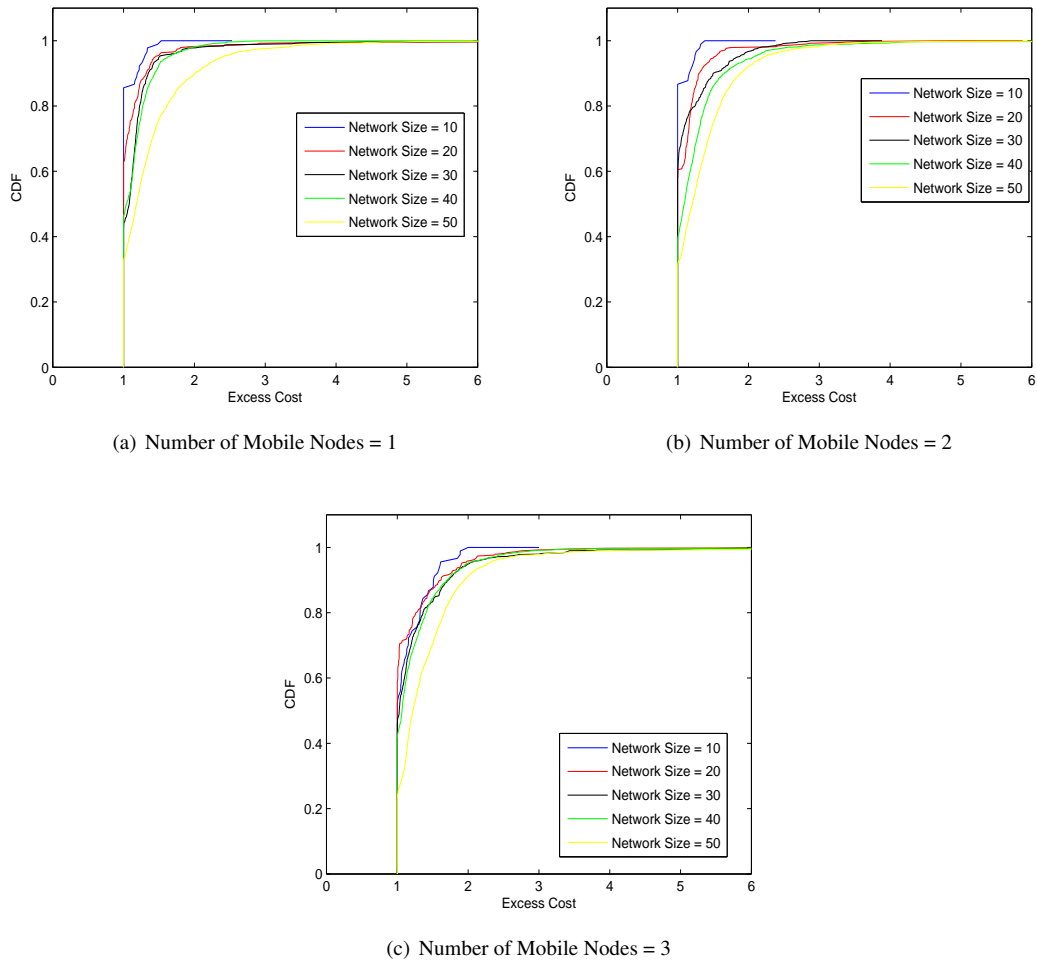 1
0.8
0.6
0.4
0.2
0
CDF
0 1 2 3 4 5 6
Excess Cost
Network Size = 10
Network Size = 20
Network Size = 30
Network Size = 40
Network Size = 50
(a) Number of Mobile Nodes = 1
1
0.8
0.6
0.4
0.2
0
CDF
0 1 2 3 4 5 6
Excess Cost
Network Size = 10
Network Size = 20
Network Size = 30
Network Size = 40
Network Size = 50
(b) Number of Mobile Nodes = 2
1
0.8
0.6
0.4
0.2
0
CDF
0 1 2 3 4 5 6
Excess Cost
Network Size = 10
Network Size = 20
Network Size = 30
Network Size = 40
Network Size = 50
(c) Number of Mobile Nodes = 3